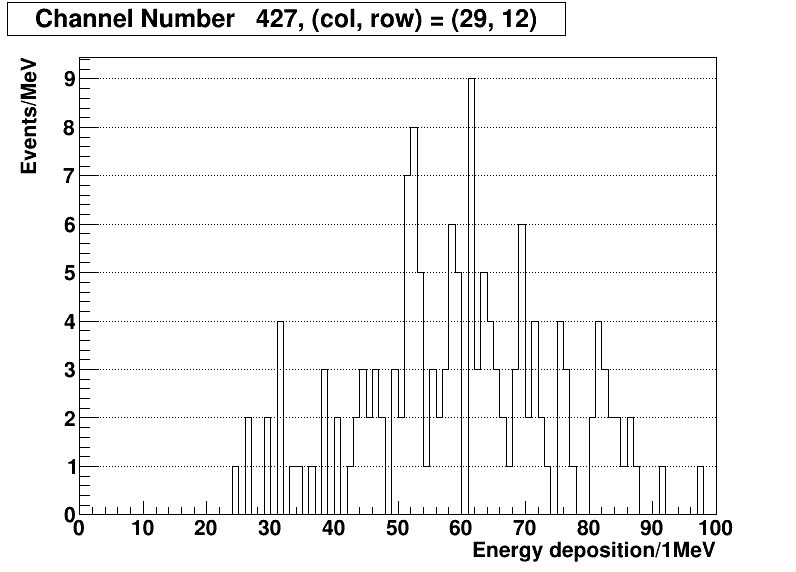 Channel Number 427, (col, row) = (29, 12)
Events/MeV
9
8
7
6
5
4
3
2
1
0
0 10 20 30 40 50 60 70 80 90 100
Energy deposition/1MeV